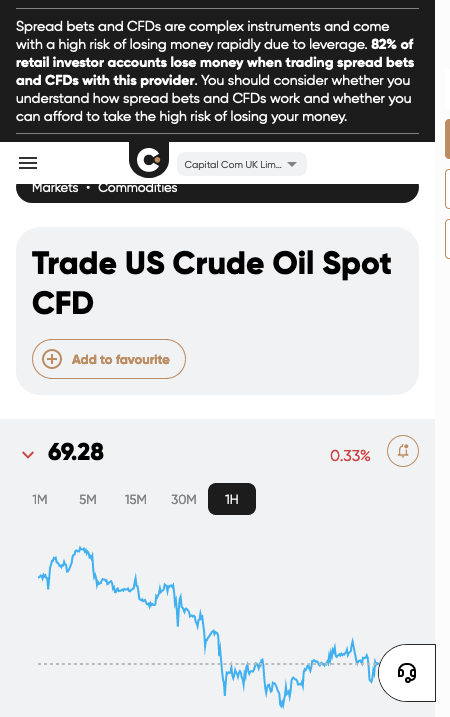 Spread bets and CFDs are complex instruments and come
with a high risk of losing money rapidly due to leverage. 82% of
retail investor accounts lose money when trading spread bets
and CFDs with this provider. You should consider whether you
understand how spread bets and CFDs work and whether you
can afford to take the high risk of losing your money.
Capital Com UK Lim...
Markets • Commodities
Trade US Crude Oil Spot
CFD
Add to favourite
69.28 0.33%
1M 5M 15M 30M 1H